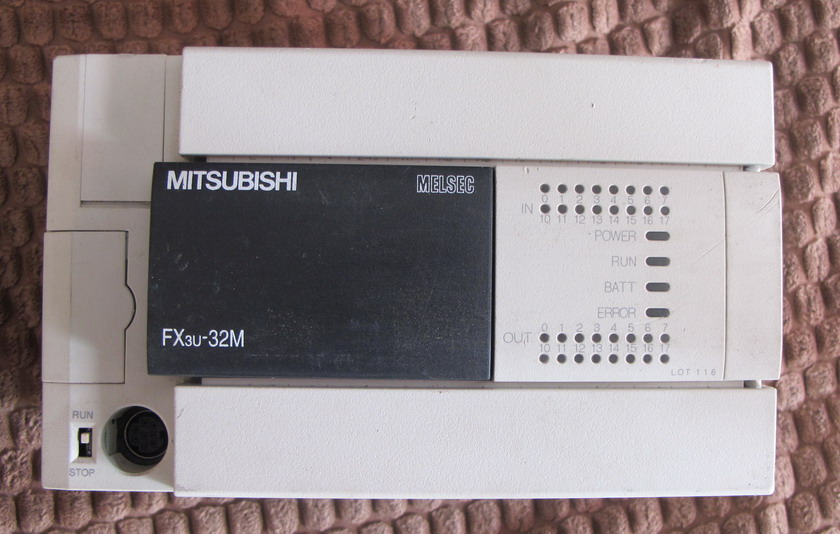 MITSUBISHI
MELSEC
FX3U-32M
IN
0 1 2 3 4 5 6 7
10 11 12 13 14 15 16 17
POWER
RUN
BATT
ERROR
OUT
0 1 2 3 4 5 6 7
10 11 12 13 14 15 16 17
LOT 116
RUN
STOP